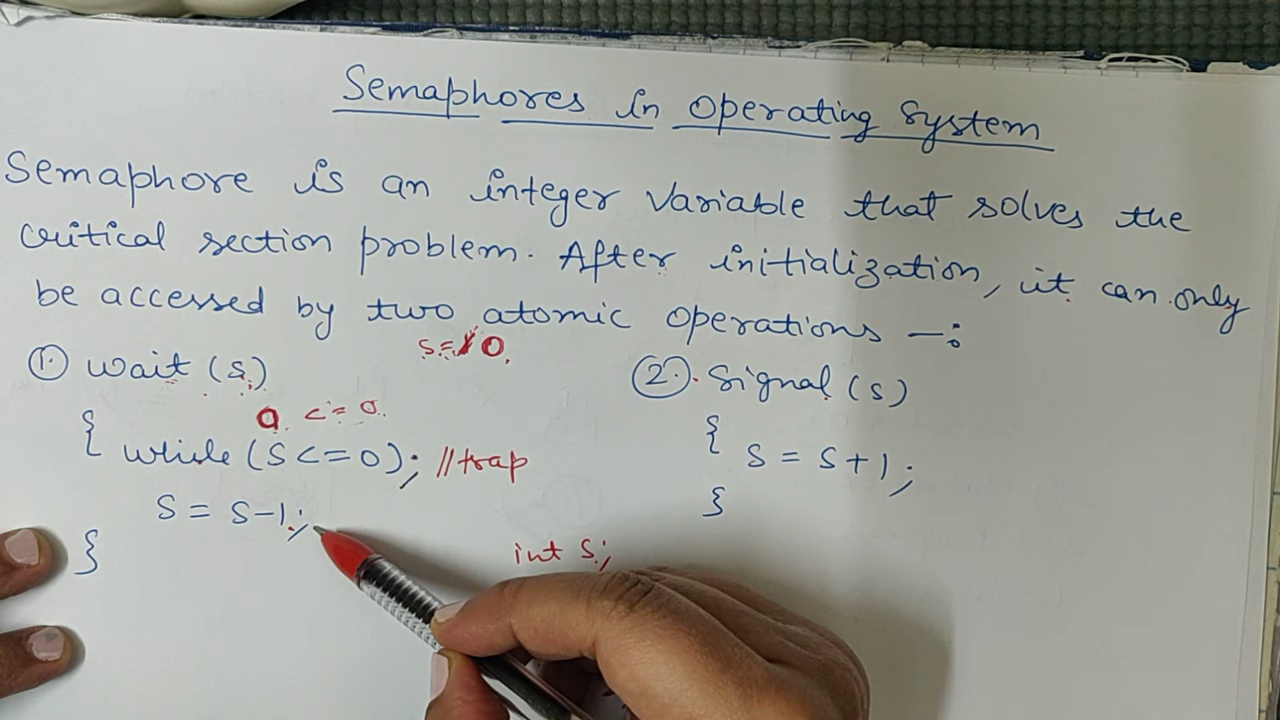 Semaphores in Operating System
Semaphore is an integer variable that solves the
critical section problem. After initialization, it can only
be accessed by two atomic operations —:
S= 1 0.
① wait (s)
② Signal (s)
0 <= 0.
{ while (S<=0); //trap
S = S-1;
}
{
S = S+1;
}
int S;